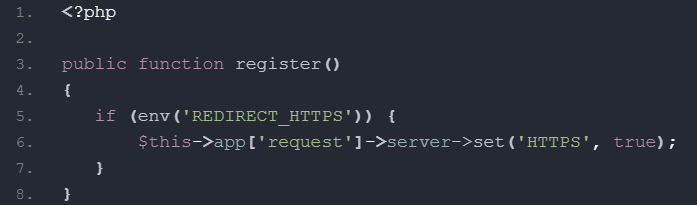 1. <?php
2.
3. public function register()
4. {
5.    if (env('REDIRECT_HTTPS')) {
6.        $this->app['request']->server->set('HTTPS', true);
7.    }
8. }